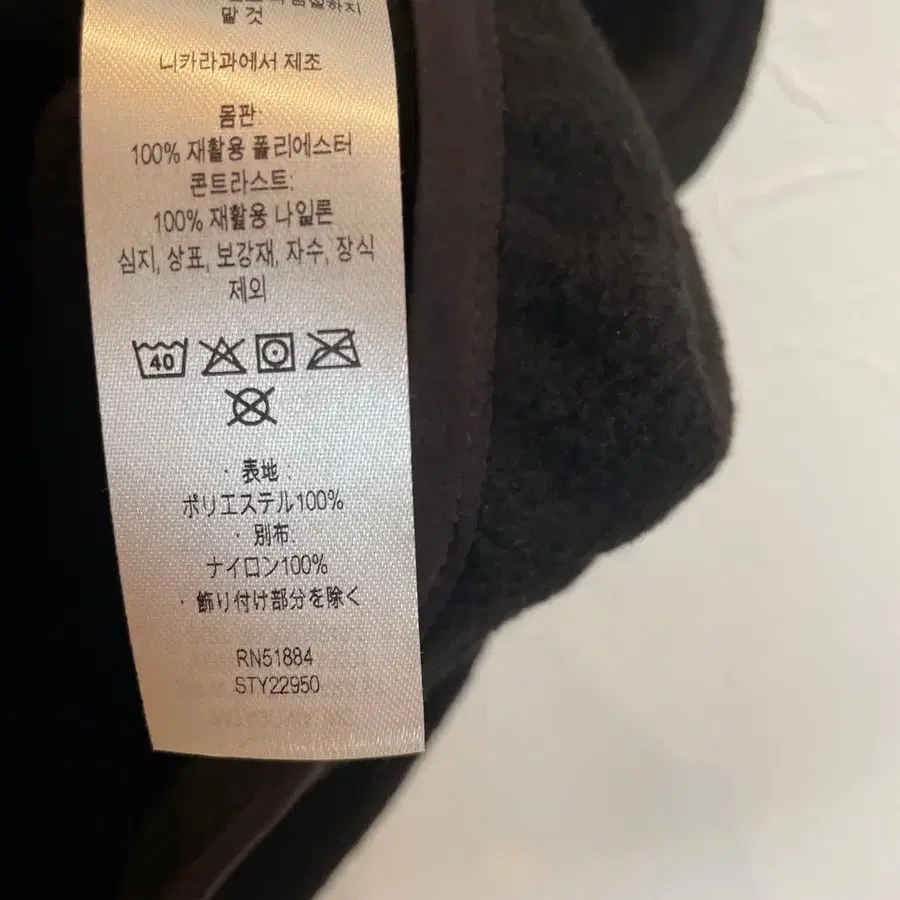 말 것
니카라과에서 제조
몸판:
100% 재활용 폴리에스터
콘트라스트:
100% 재활용 나일론
심지, 상표, 보강재, 자수, 장식
제외
40
・表地:
ポリエステル100%
・別布:
ナイロン100%
・飾り付け部分を除く
RN51884
STY22950